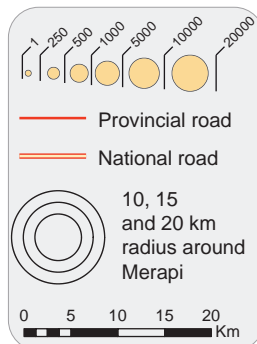 1 250 500 1000 5000 10000 20000
Provincial road
National road
10, 15
and 20 km
radius around
Merapi
0 5 10 15 20
Km